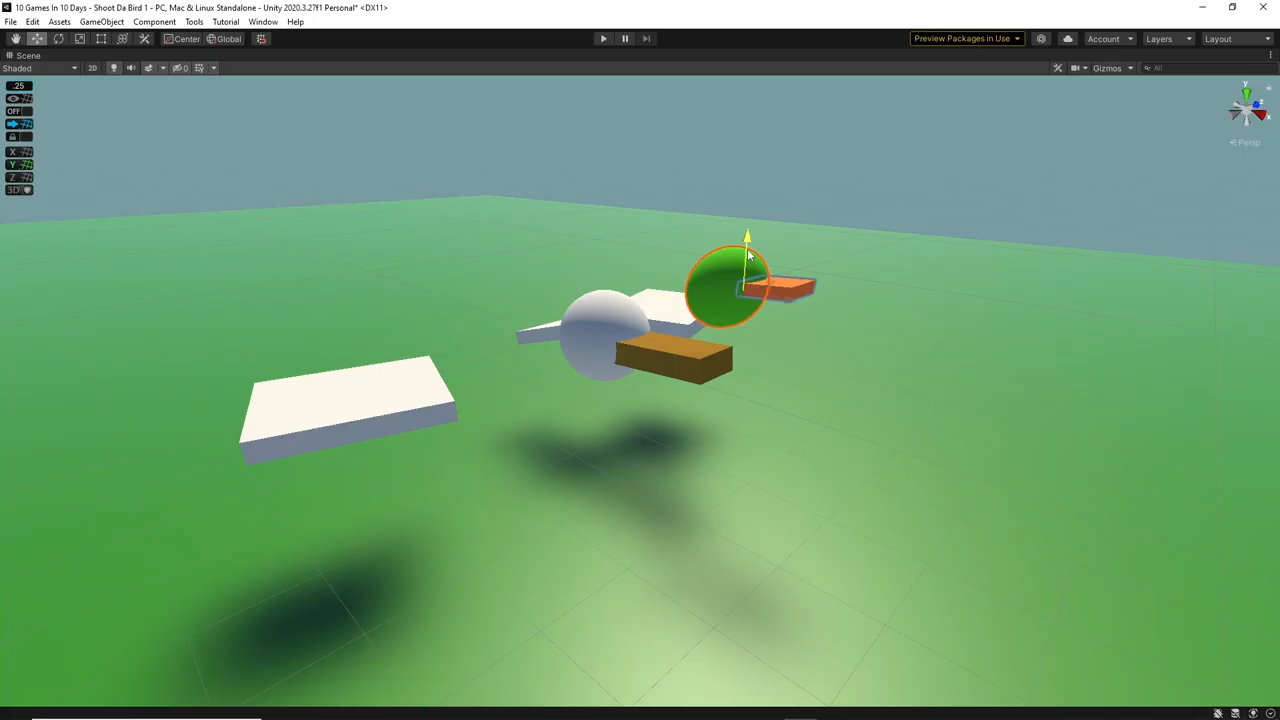 10 Games In 10 Days - Shoot Da Bird 1 - PC, Mac & Linux Standalone - Unity 2020.3.27f1 Personal* <DX11>
File Edit Assets GameObject Component Tools Tutorial Window Help
Center Global Preview Packages in Use Account Layers Layout
Scene
Shaded 2D 0 Gizmos All
.25
OFF
X
Y
Z
3D
y
z
x
Persp